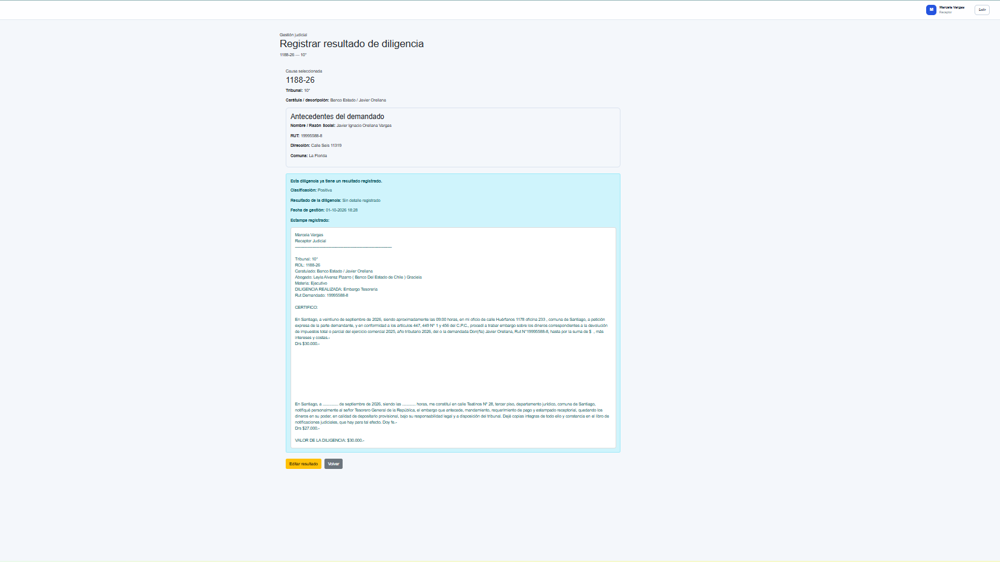 M
Marcela Vargas
Receptor
Salir
Gestión judicial
Registrar resultado de diligencia
1188-26 — 10°
Causa seleccionada
1188-26
Tribunal: 10°
Carátula / descripción: Banco Estado / Javier Orellana
Antecedentes del demandado
Nombre / Razón Social: Javier Ignacio Orellana Vargas
RUT: 19995588-8
Dirección: Calle Seis 11319
Comuna: La Florida
Esta diligencia ya tiene un resultado registrado.
Clasificación: Positiva
Resultado de la diligencia: Sin detalle registrado
Fecha de gestión: 01-10-2026 18:28
Estampe registrado:
Marcela Vargas
Receptor Judicial
--------------------------------------------------------------------------------
Tribunal: 10°
ROL: 1188-26
Caratulado: Banco Estado / Javier Orellana
Abogado: Leyla Alvarez Pizarro ( Banco Del Estado de Chile ) Graciela
Materia: Ejecutivo
DILIGENCIA REALIZADA: Embargo Tesoreria
Rut Demandado: 19995588-8
CERTIFICO:
En Santiago, a veintiuno de septiembre de 2026, siendo aproximadamente las 09:00 horas, en mi oficio de calle Huérfanos 1178 oficina 233 , comuna de Santiago, a petición
expresa de la parte demandante, y en conformidad a los artículos 447, 449 N° 1 y 456 del C.P.C., procedí a trabar embargo sobre los dineros correspondientes a la devolución
de impuestos total o parcial del ejercicio comercial 2025, año tributario 2026, del o la demandada Don(ña) Javier Orellana, Rut N°19995588-8, hasta por la suma de $ , más
intereses y costas.-
Drs $30.000.-
En Santiago, a .............. de septiembre de 2026, siendo las ............ horas, me constituí en calle Teatinos N° 28, tercer piso, departamento jurídico, comuna de Santiago,
notifiqué personalmente al señor Tesorero General de la República, el embargo que antecede, mandamiento, requerimiento de pago y estampado receptorial, quedando los
dineros en su poder, en calidad de depositario provisional, bajo su responsabilidad legal y a disposición del tribunal. Dejé copias íntegras de todo ello y constancia en el libro de
notificaciones judiciales, que hay para tal efecto. Doy fe.-
Drs $27.000.-
VALOR DE LA DILIGENCIA: $30.000.-
Editar resultado
Volver